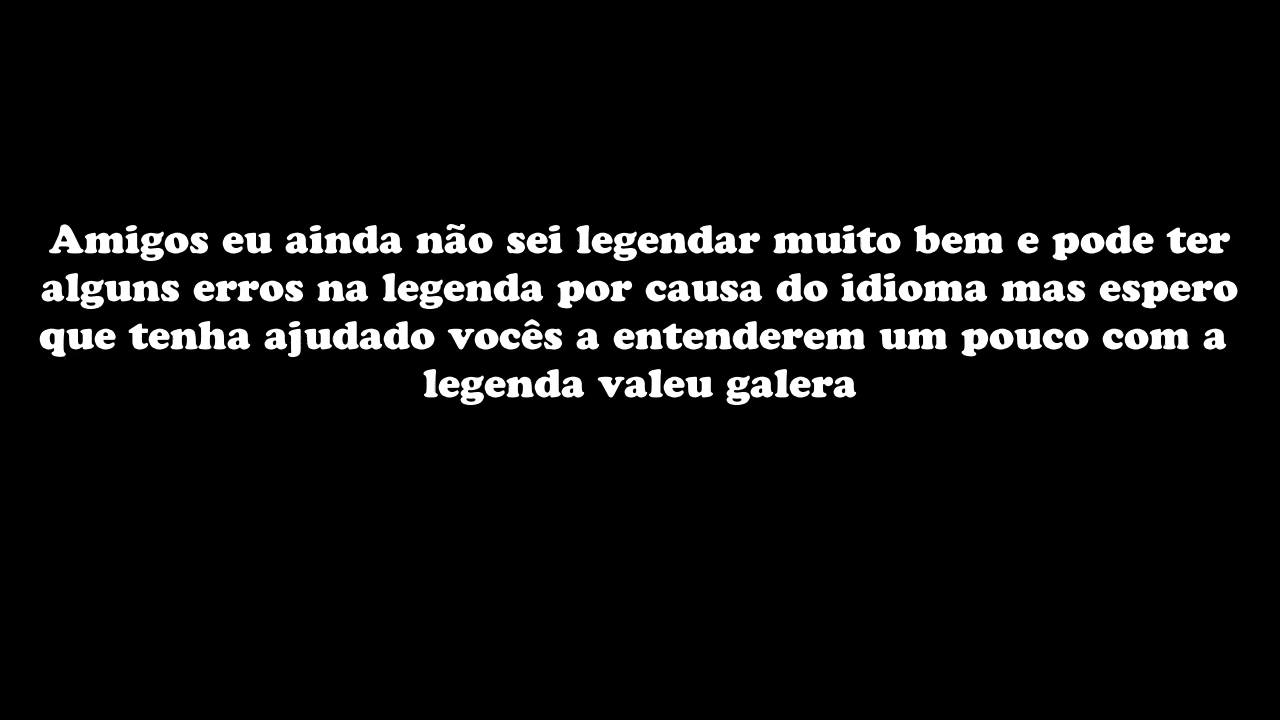 Amigos eu ainda não sei legendar muito bem e pode ter
alguns erros na legenda por causa do idioma mas espero
que tenha ajudado vocês a entenderem um pouco com a
legenda valeu galera